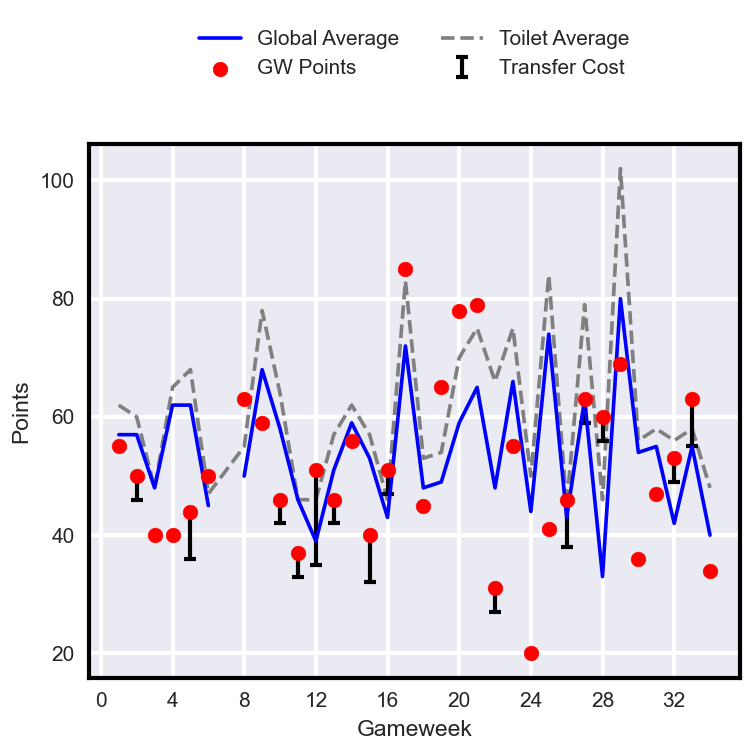 Global Average
Toilet Average
GW Points
Transfer Cost
100
80
60
40
20
Points
0 4 8 12 16 20 24 28 32
Gameweek